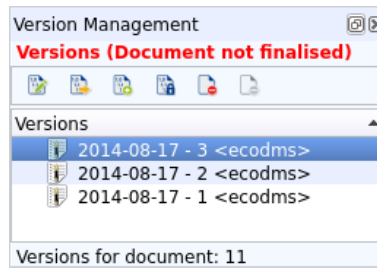 Version Management
Versions (Document not finalised)
Versions
2014-08-17 - 3 <ecodms>
2014-08-17 - 2 <ecodms>
2014-08-17 - 1 <ecodms>
Versions for document: 11